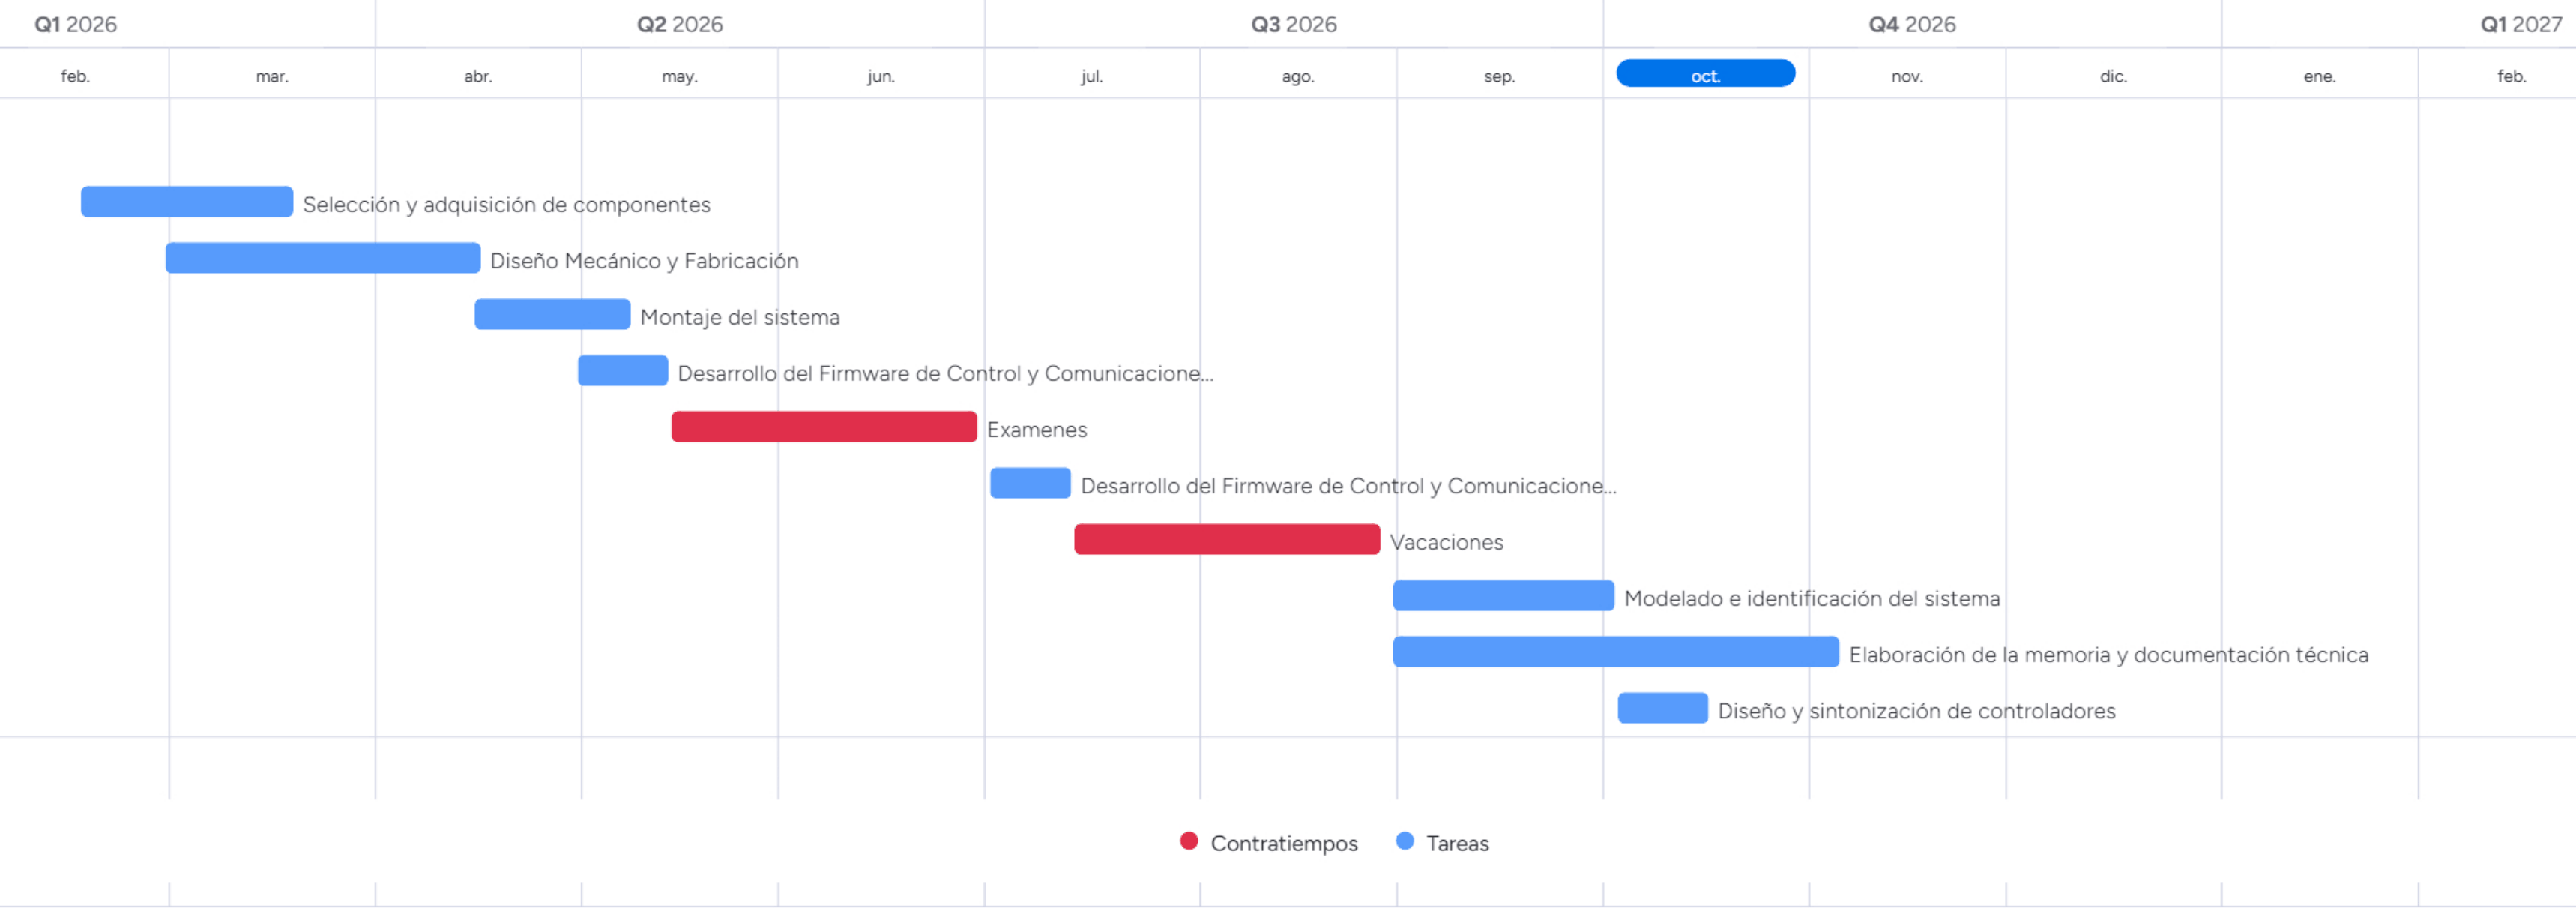 Q1 2026 Q2 2026 Q3 2026 Q4 2026 Q1 2027
feb. mar. abr. may. jun. jul. ago. sep. oct. nov. dic. ene. feb.
Selección y adquisición de componentes
Diseño Mecánico y Fabricación
Montaje del sistema
Desarrollo del Firmware de Control y Comunicacione...
Examenes
Desarrollo del Firmware de Control y Comunicacione...
Vacaciones
Modelado e identificación del sistema
Elaboración de la memoria y documentación técnica
Diseño y sintonización de controladores
Contratiempos Tareas